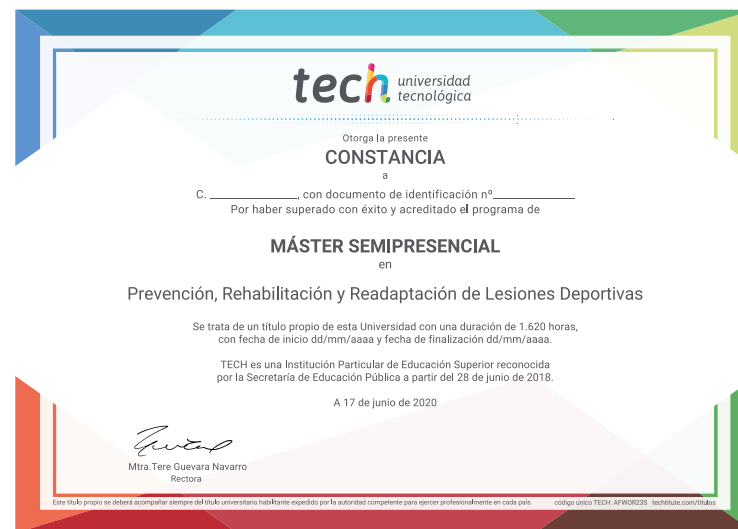 tech universidad
tecnológica
Otorga la presente
CONSTANCIA
a
C. ______________, con documento de identificación nº______________
Por haber superado con éxito y acreditado el programa de
MÁSTER SEMIPRESENCIAL
en
Prevención, Rehabilitación y Readaptación de Lesiones Deportivas
Se trata de un título propio de esta Universidad con una duración de 1.620 horas,
con fecha de inicio dd/mm/aaaa y fecha de finalización dd/mm/aaaa.
TECH es una Institución Particular de Educación Superior reconocida
por la Secretaría de Educación Pública a partir del 28 de junio de 2018.
A 17 de junio de 2020
Mtra.Tere Guevara Navarro
Rectora
Este título propio se deberá acompañar siempre del título universitario habilitante expedido por la autoridad competente para ejercer profesionalmente en cada país. código único TECH: AFWOR23S techtitute.com/titulos